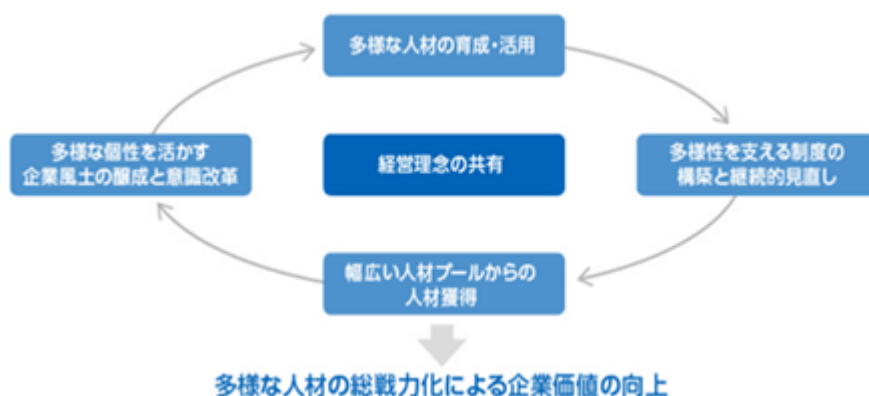 多様な人材の育成・活用
多様な個性を活かす
企業風土の醸成と意識改革
経営理念の共有
多様性を支える制度の
構築と継続的見直し
幅広い人材プールからの
人材獲得
多様な人材の総戦力化による企業価値の向上